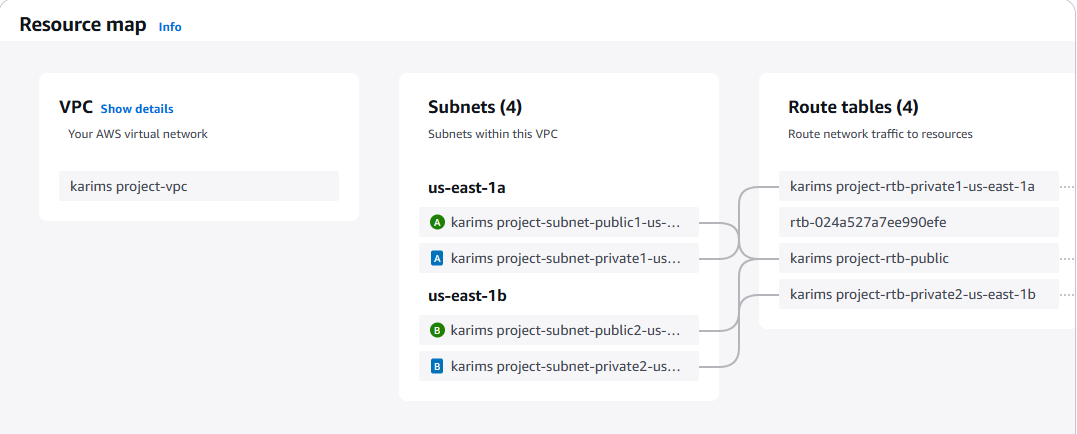 Resource map Info
VPC Show details
Your AWS virtual network
karims project-vpc
Subnets (4)
Subnets within this VPC
us-east-1a
A karims project-subnet-public1-us-...
A karims project-subnet-private1-us...
us-east-1b
B karims project-subnet-public2-us-...
B karims project-subnet-private2-us...
Route tables (4)
Route network traffic to resources
karims project-rtb-private1-us-east-1a
rtb-024a527a7ee990efe
karims project-rtb-public
karims project-rtb-private2-us-east-1b